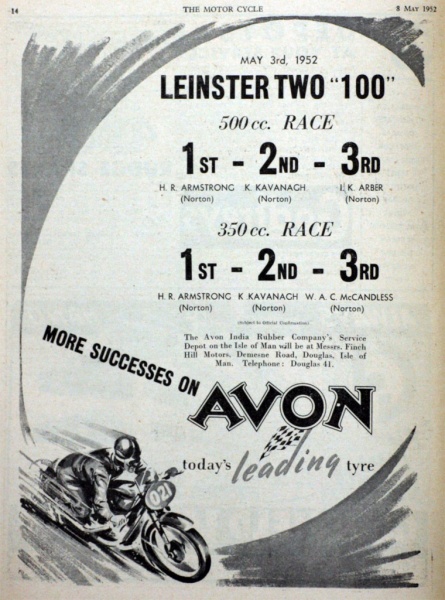 14 THE MOTOR CYCLE 8 MAY 1952
MAY 3rd, 1952
LEINSTER TWO "100"
500 cc. RACE
1ST - 2ND - 3RD
H. R. ARMSTRONG K. KAVANAGH I. K. ARBER
(Norton) (Norton) (Norton)
350 cc. RACE
1ST - 2ND - 3RD
H. R. ARMSTRONG K. KAVANAGH W. A. C. McCANDLESS
(Norton) (Norton) (Norton)
(Subject to Official Confirmation)
The Avon India Rubber Company's Service
Depot on the Isle of Man will be at Messrs. Finch
Hill Motors, Demesne Road, Douglas, Isle of
Man. Telephone: Douglas 41.
MORE SUCCESSES ON
AVON
today's leading tyre
021